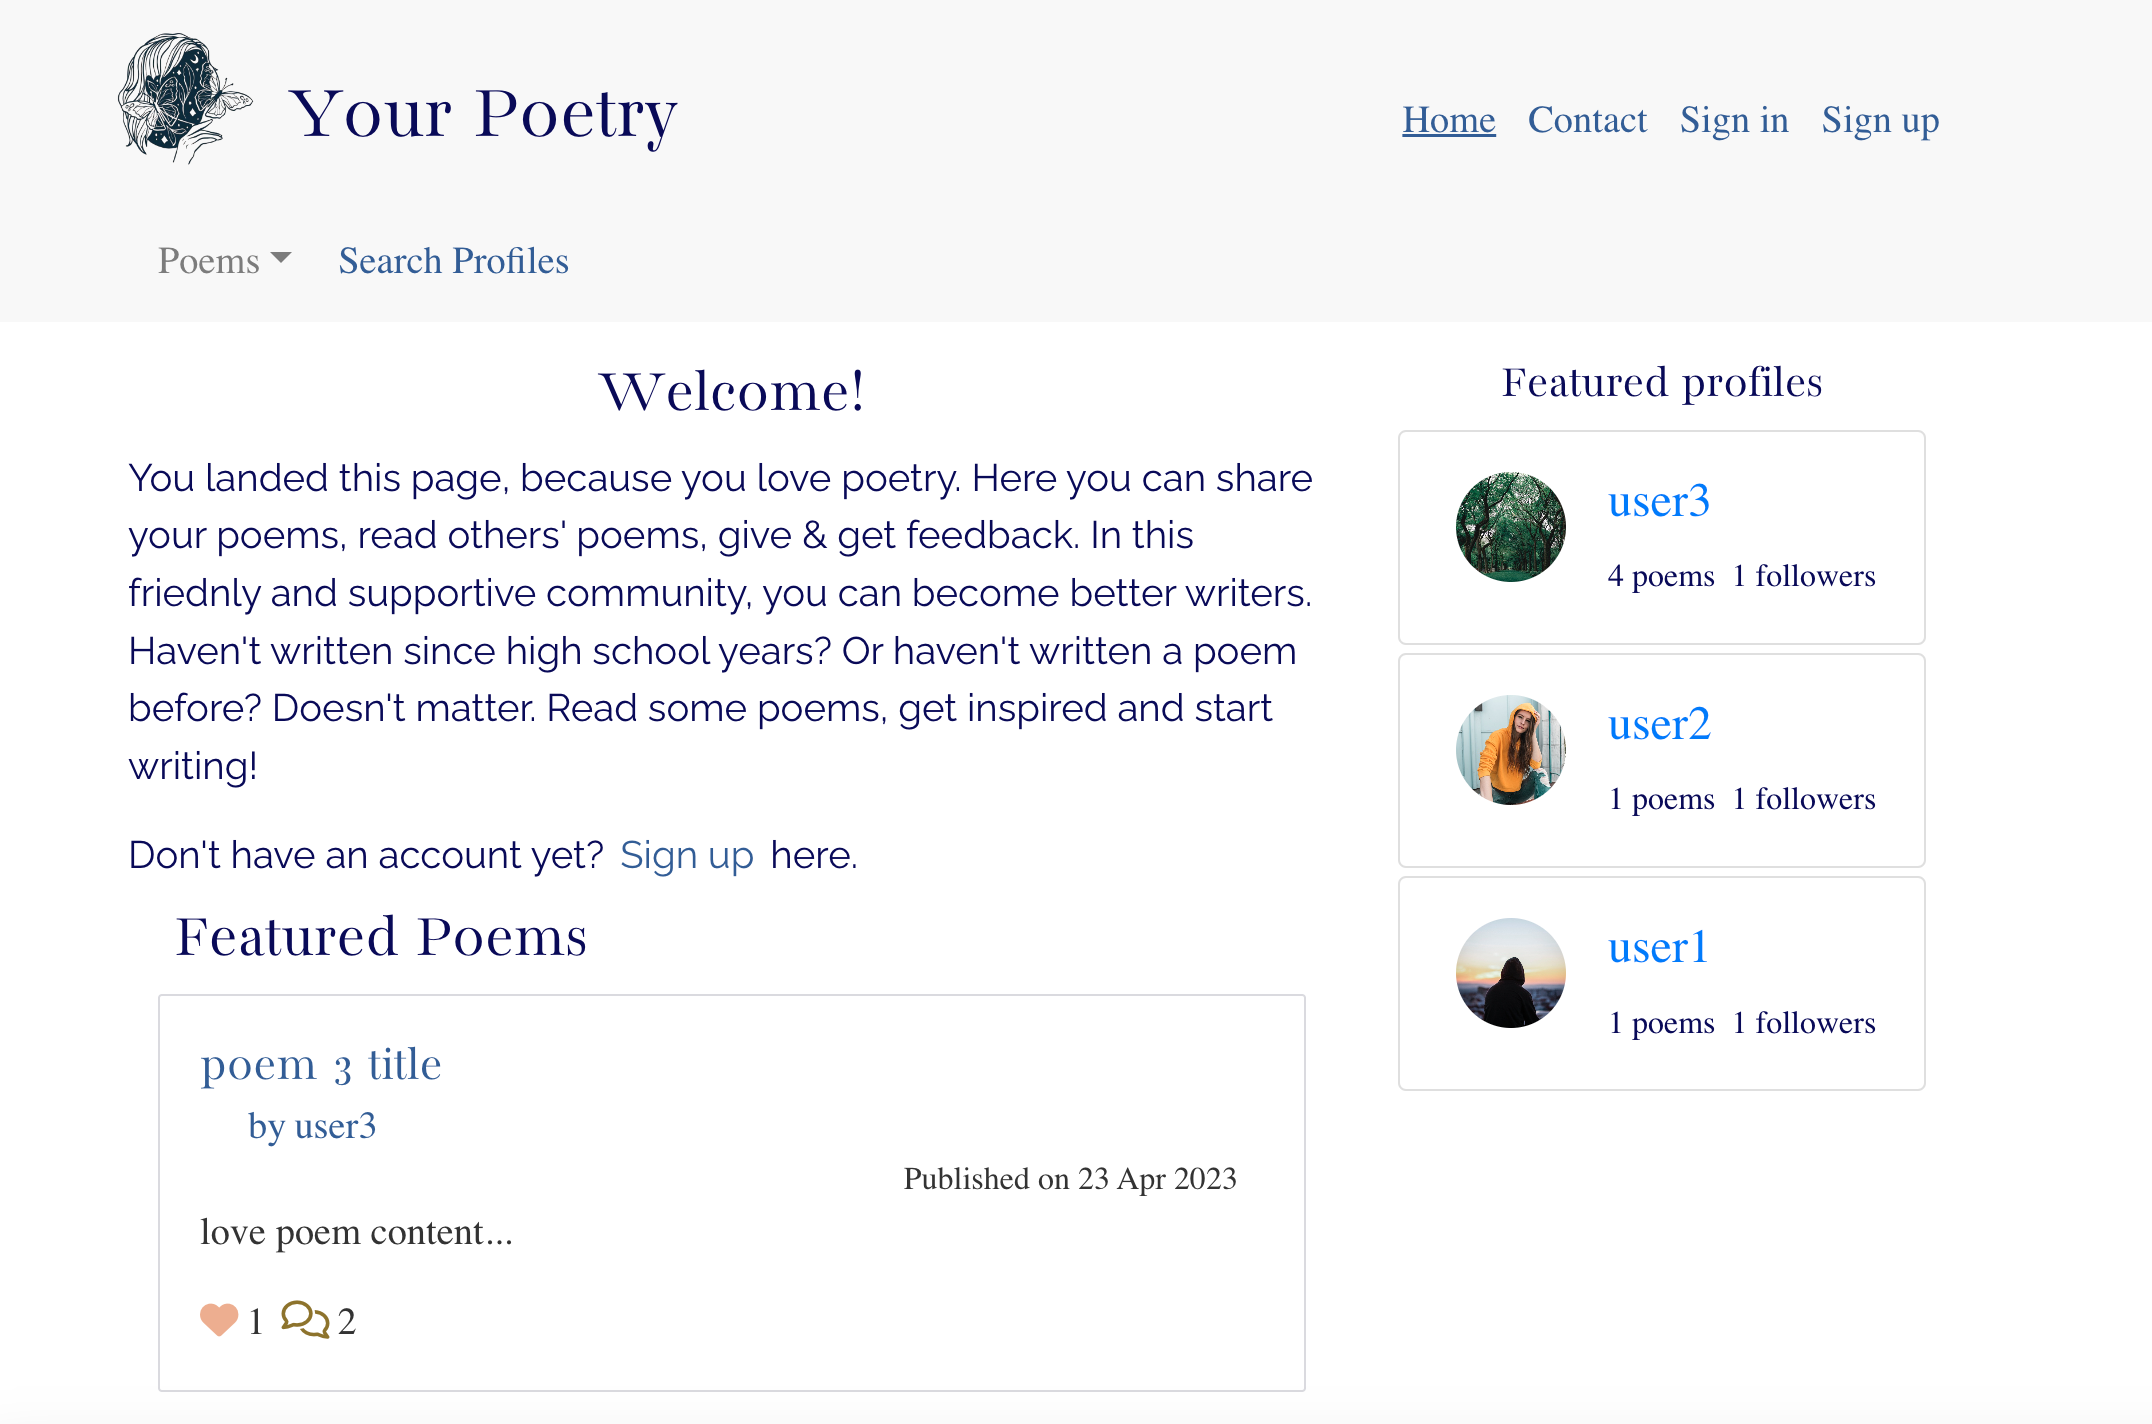 Your Poetry
Home Contact Sign in Sign up
Poems Search Profiles
Welcome!
You landed this page, because you love poetry. Here you can share
your poems, read others' poems, give & get feedback. In this
friednly and supportive community, you can become better writers.
Haven't written since high school years? Or haven't written a poem
before? Doesn't matter. Read some poems, get inspired and start
writing!
Don't have an account yet? Sign up here.
Featured Poems
poem 3 title
by user3
Published on 23 Apr 2023
love poem content...
1 2
Featured profiles
user3
4 poems 1 followers
user2
1 poems 1 followers
user1
1 poems 1 followers